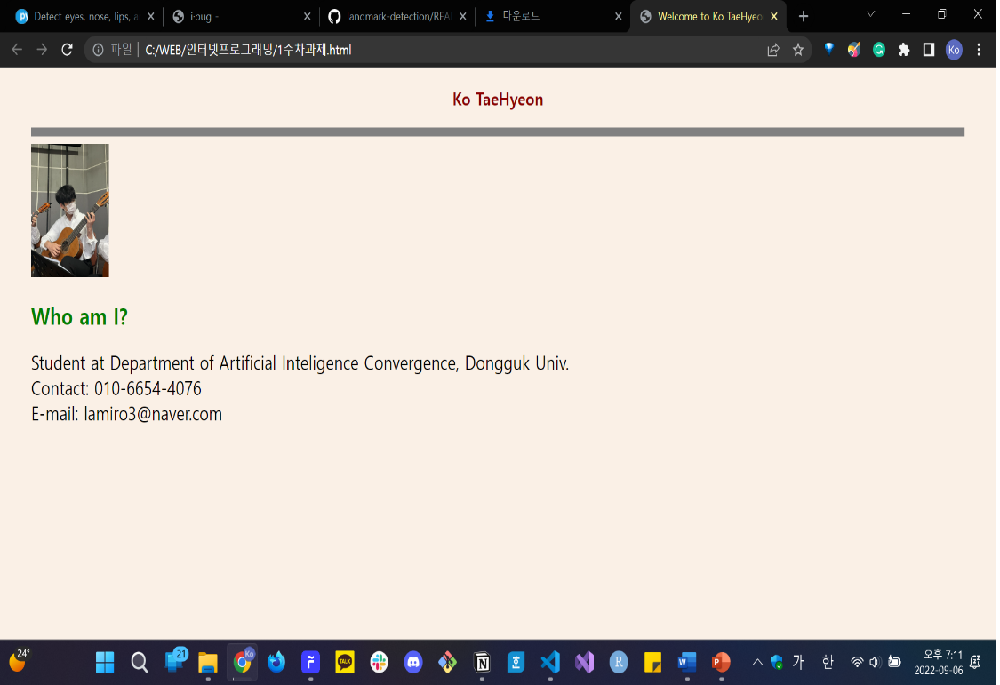 Detect eyes, nose, lips, a
i-bug -
landmark-detection/REA
다운로드
Welcome to Ko TaeHyeo
파일 C:/WEB/인터넷프로그래밍/1주차과제.html
Ko
Ko TaeHyeon
Who am I?
Student at Department of Artificial Inteligence Convergence, Dongguk Univ.
Contact: 010-6654-4076
E-mail: lamiro3@naver.com
24°
21
Ko
TALK
가 한
오후 7:11
2022-09-06